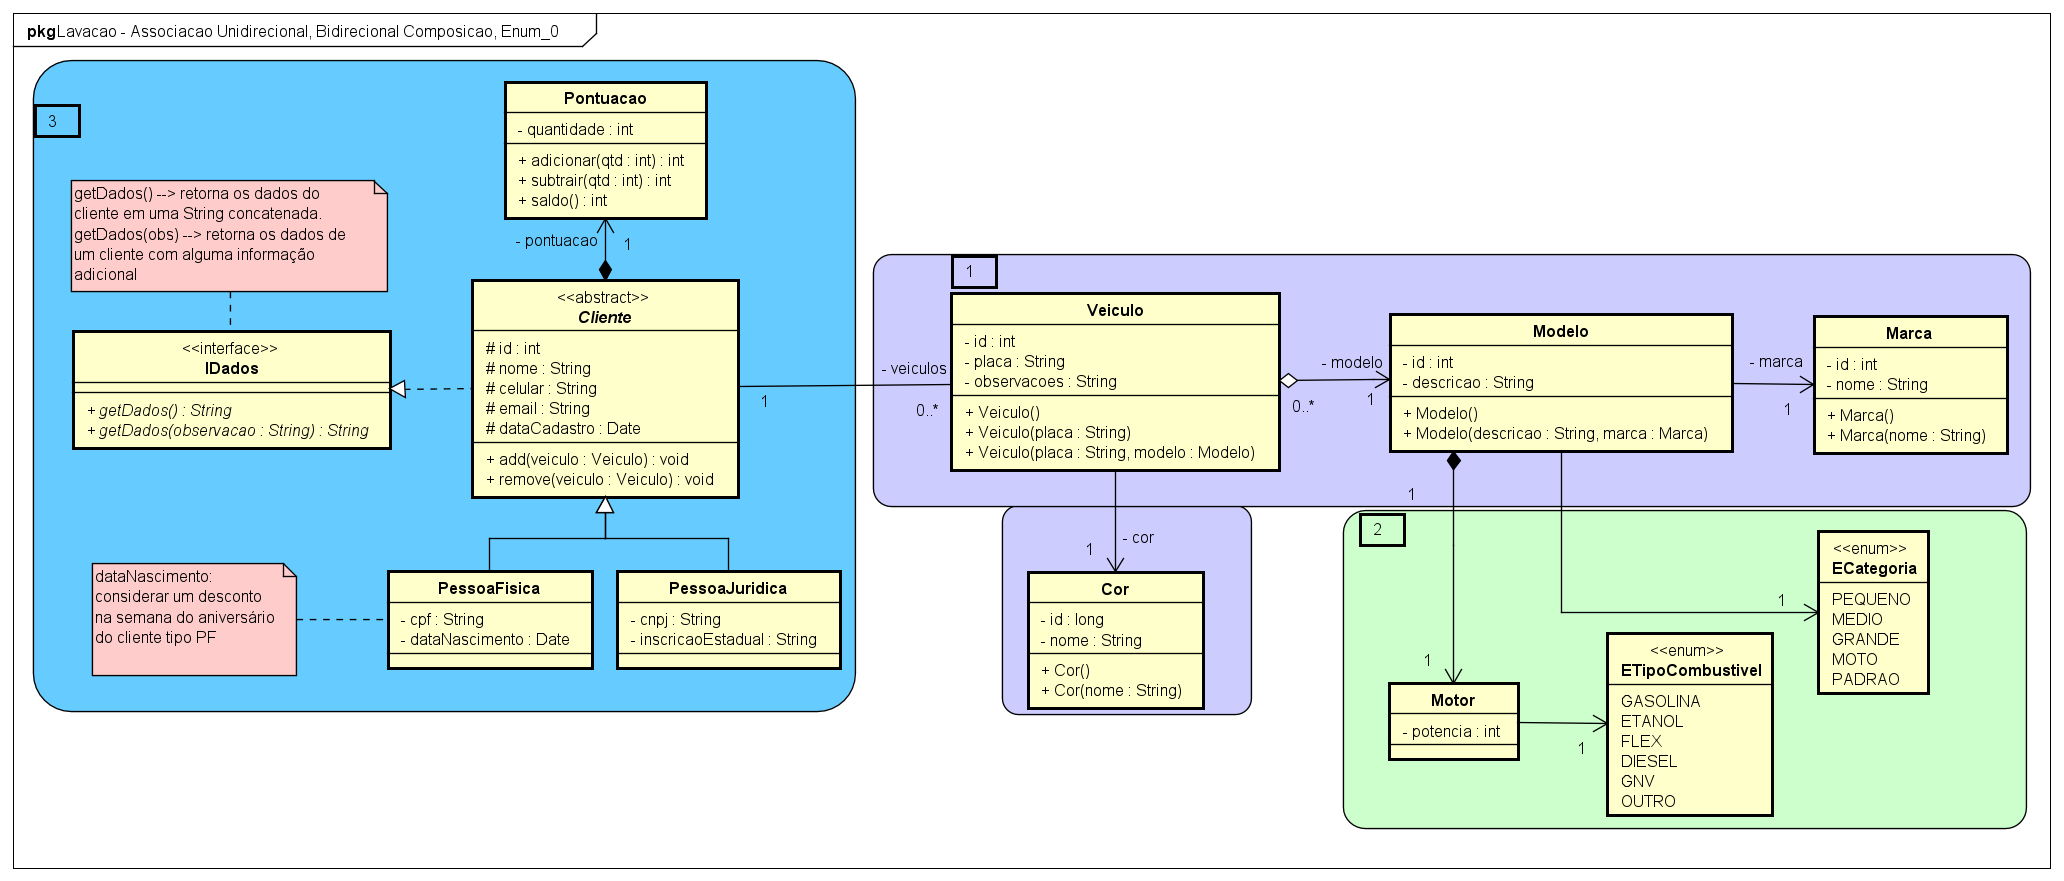 pkg Lavacao - Associacao Unidirecional, Bidirecional Composicao, Enum_0
3
Pontuacao
- quantidade : int
+ adicionar(qtd : int) : int
+ subtrair(qtd : int) : int
+ saldo() : int
- pontuacao
1
getDados() --> retorna os dados do
cliente em uma String concatenada.
getDados(obs) --> retorna os dados de
um cliente com alguma informação
adicional
<<interface>>
IDados
+ getDados() : String
+ getDados(observacao : String) : String
<<abstract>>
Cliente
# id : int
# nome : String
# celular : String
# email : String
# dataCadastro : Date
+ add(veiculo : Veiculo) : void
+ remove(veiculo : Veiculo) : void
dataNascimento:
considerar um desconto
na semana do aniversário
do cliente tipo PF
PessoaFisica
- cpf : String
- dataNascimento : Date
PessoaJuridica
- cnpj : String
- inscricaoEstadual : String
1
- veiculos
0..*
1
Veiculo
- id : int
- placa : String
- observacoes : String
+ Veiculo()
+ Veiculo(placa : String)
+ Veiculo(placa : String, modelo : Modelo)
0..*
- modelo
1
Modelo
- id : int
- descricao : String
+ Modelo()
+ Modelo(descricao : String, marca : Marca)
- marca
1
Marca
- id : int
- nome : String
+ Marca()
+ Marca(nome : String)
- cor
1
Cor
- id : long
- nome : String
+ Cor()
+ Cor(nome : String)
2
1
1
Motor
- potencia : int
1
<<enum>>
ETipoCombustivel
GASOLINA
ETANOL
FLEX
DIESEL
GNV
OUTRO
1
<<enum>>
ECategoria
PEQUENO
MEDIO
GRANDE
MOTO
PADRAO